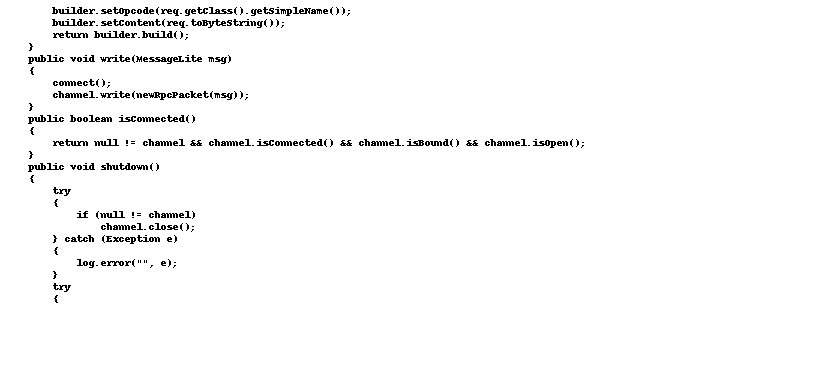 builder.setOpcode(req.getClass().getSimpleName());
builder.setContent(req.toByteString());
return builder.build();
}
public void write(MessageLite msg)
{
connect();
channel.write(newRpcPacket(msg));
}
public boolean isConnected()
{
return null != channel && channel.isConnected() && channel.isBound() && channel.isOpen();
}
public void shutdown()
{
try
{
if (null != channel)
channel.close();
} catch (Exception e)
{
log.error("", e);
}
try
{